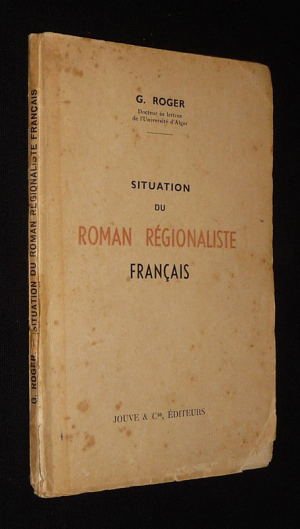 G. ROGER
Docteur ès lettres
de l'Université d'Alger
SITUATION
DU
ROMAN RÉGIONALISTE
FRANÇAIS
JOUVE & Cie, ÉDITEURS
G. ROGER — SITUATION DU ROMAN RÉGIONALISTE FRANÇAIS